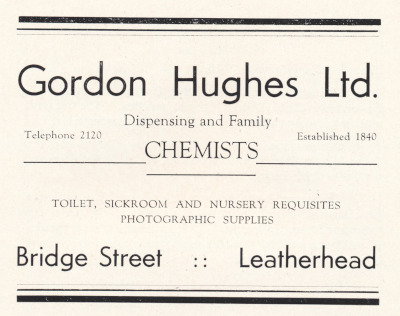 Gordon Hughes Ltd.
Dispensing and Family
Telephone 2120
Established 1840
CHEMISTS
TOILET, SICKROOM AND NURSERY REQUISITES
PHOTOGRAPHIC SUPPLIES
Bridge Street :: Leatherhead